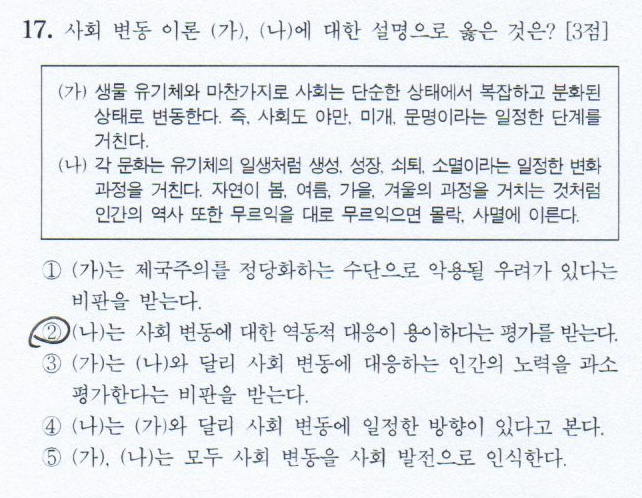 17. 사회 변동 이론 (가), (나)에 대한 설명으로 옳은 것은? [3점]
(가) 생물 유기체와 마찬가지로 사회는 단순한 상태에서 복잡하고 분화된
상태로 변동한다. 즉, 사회도 야만, 미개, 문명이라는 일정한 단계를
거친다.
(나) 각 문화는 유기체의 일생처럼 생성, 성장, 쇠퇴, 소멸이라는 일정한 변화
과정을 거친다. 자연이 봄, 여름, 가을, 겨울의 과정을 거치는 것처럼
인간의 역사 또한 무르익을 대로 무르익으면 몰락, 사멸에 이른다.
① (가)는 제국주의를 정당화하는 수단으로 악용될 우려가 있다는
비판을 받는다.
② (나)는 사회 변동에 대한 역동적 대응이 용이하다는 평가를 받는다.
③ (가)는 (나)와 달리 사회 변동에 대응하는 인간의 노력을 과소
평가한다는 비판을 받는다.
④ (나)는 (가)와 달리 사회 변동에 일정한 방향이 있다고 본다.
⑤ (가), (나)는 모두 사회 변동을 사회 발전으로 인식한다.